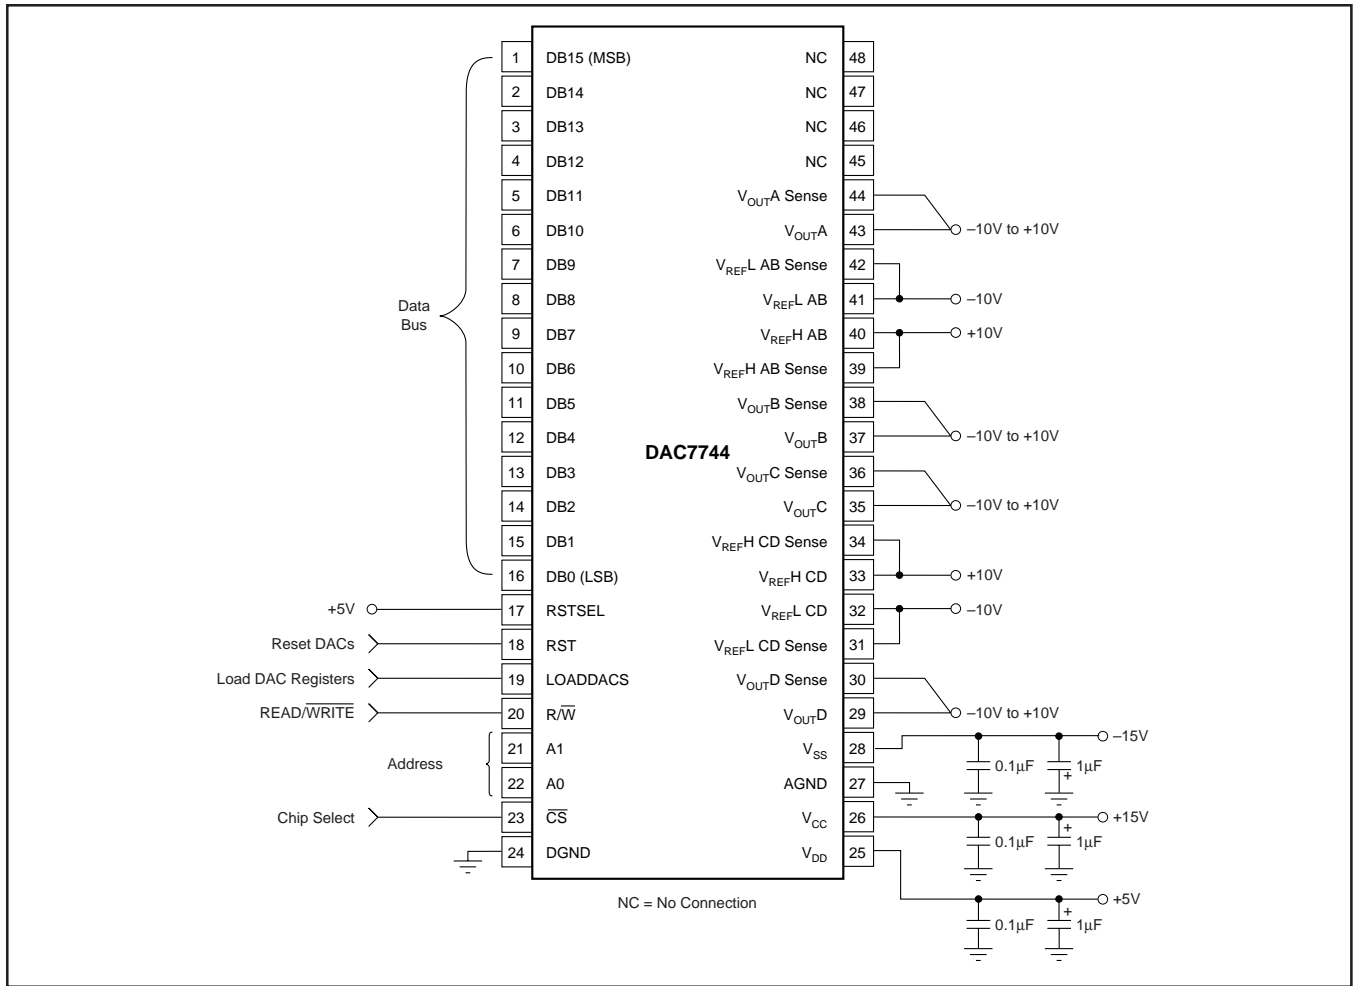 1 DB15 (MSB) NC 48
2 DB14 NC 47
3 DB13 NC 46
4 DB12 NC 45
5 DB11 VOUTA Sense 44
6 DB10 VOUTA 43 –10V to +10V
7 DB9 VREFL AB Sense 42
8 DB8 VREFL AB 41 –10V
Data
Bus
9 DB7 VREFH AB 40 +10V
10 DB6 VREFH AB Sense 39
11 DB5 VOUTB Sense 38
12 DB4 VOUTB 37 –10V to +10V
DAC7744
13 DB3 VOUTC Sense 36
14 DB2 VOUTC 35 –10V to +10V
15 DB1 VREFH CD Sense 34
16 DB0 (LSB) VREFH CD 33 +10V
+5V 17 RSTSEL VREFL CD 32 –10V
Reset DACs 18 RST VREFL CD Sense 31
Load DAC Registers 19 LOADDACS VOUTD Sense 30
READ/W̅R̅I̅T̅E̅ 20 R/W̅ VOUTD 29 –10V to +10V
21 A1 VSS 28 –15V
Address
0.1µF 1µF
+
22 A0 AGND 27
Chip Select 23 C̅S̅ VCC 26 +15V
+
0.1µF 1µF
24 DGND VDD 25
NC = No Connection
+5V
+
0.1µF 1µF